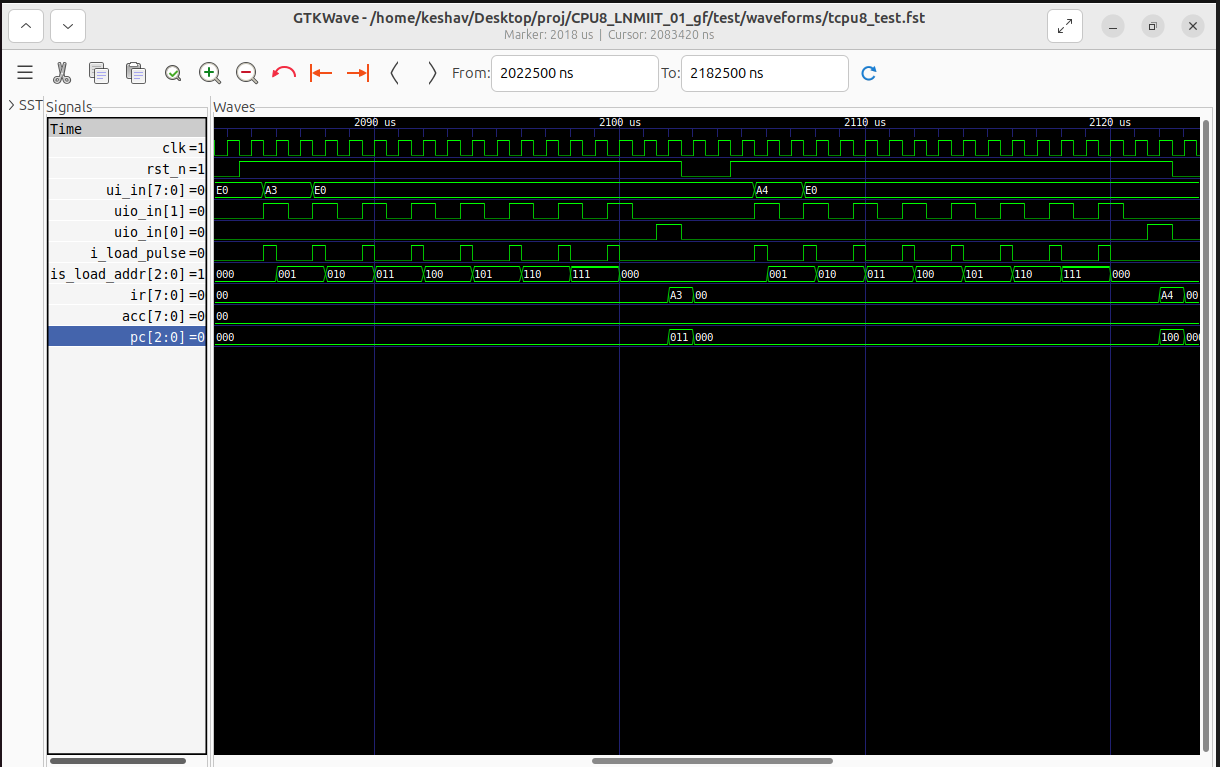 GTKWave - /home/keshav/Desktop/proj/CPU8_LNMIIT_01_gf/test/waveforms/tcpu8_test.fst
Marker: 2018 us | Cursor: 2083420 ns
From: 2022500 ns To: 2182500 ns
SST Signals Waves
Time 2090 us 2100 us 2110 us 2120 us
clk =1
rst_n =1
ui_in[7:0] =0 E0 A3 E0 A4 E0
uio_in[1] =0
uio_in[0] =0
i_load_pulse =0
is_load_addr[2:0] =1 000 001 010 011 100 101 110 111 000 001 010 011 100 101 110 111 000
ir[7:0] =0 00 A3 00 A4 00
acc[7:0] =0 00
pc[2:0] =0 000 011 000 100 000